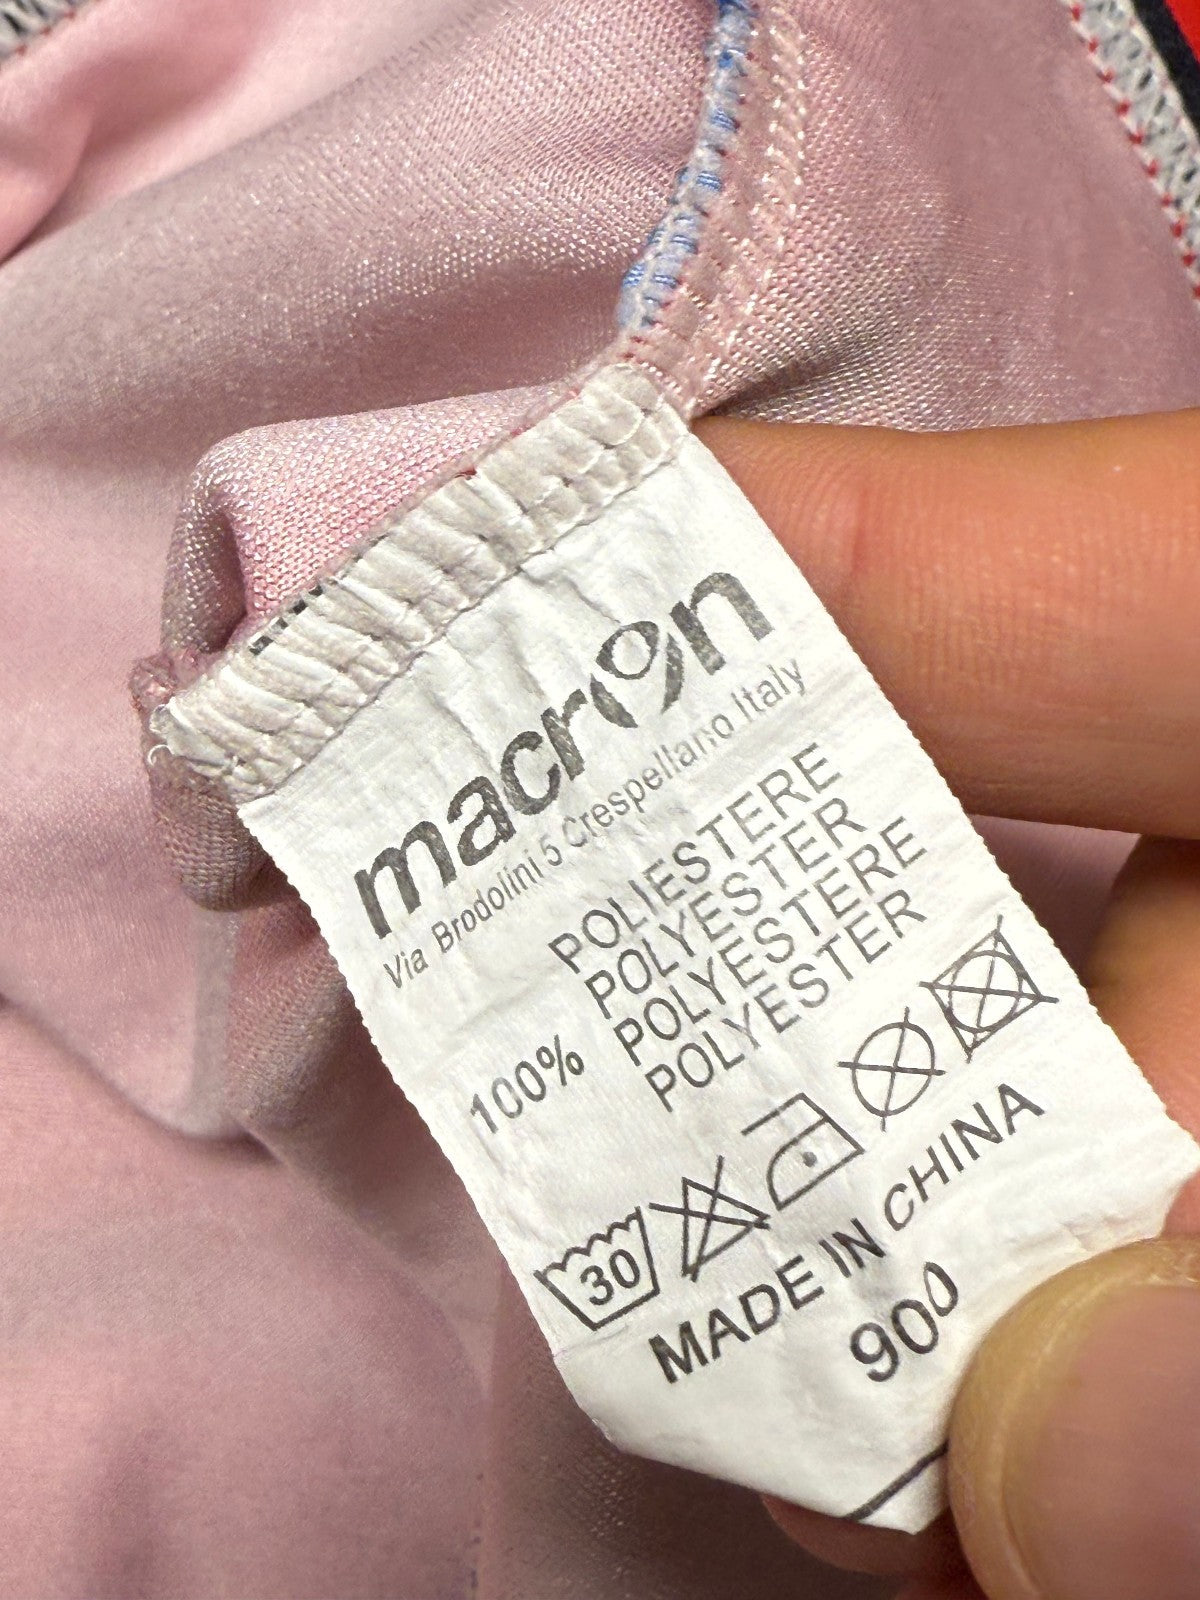 macron
Via Brodolini 5 Crespellano Italy
POLIESTERE
POLYESTER
100% POLYESTERE
POLYESTER
30
MADE IN CHINA
900